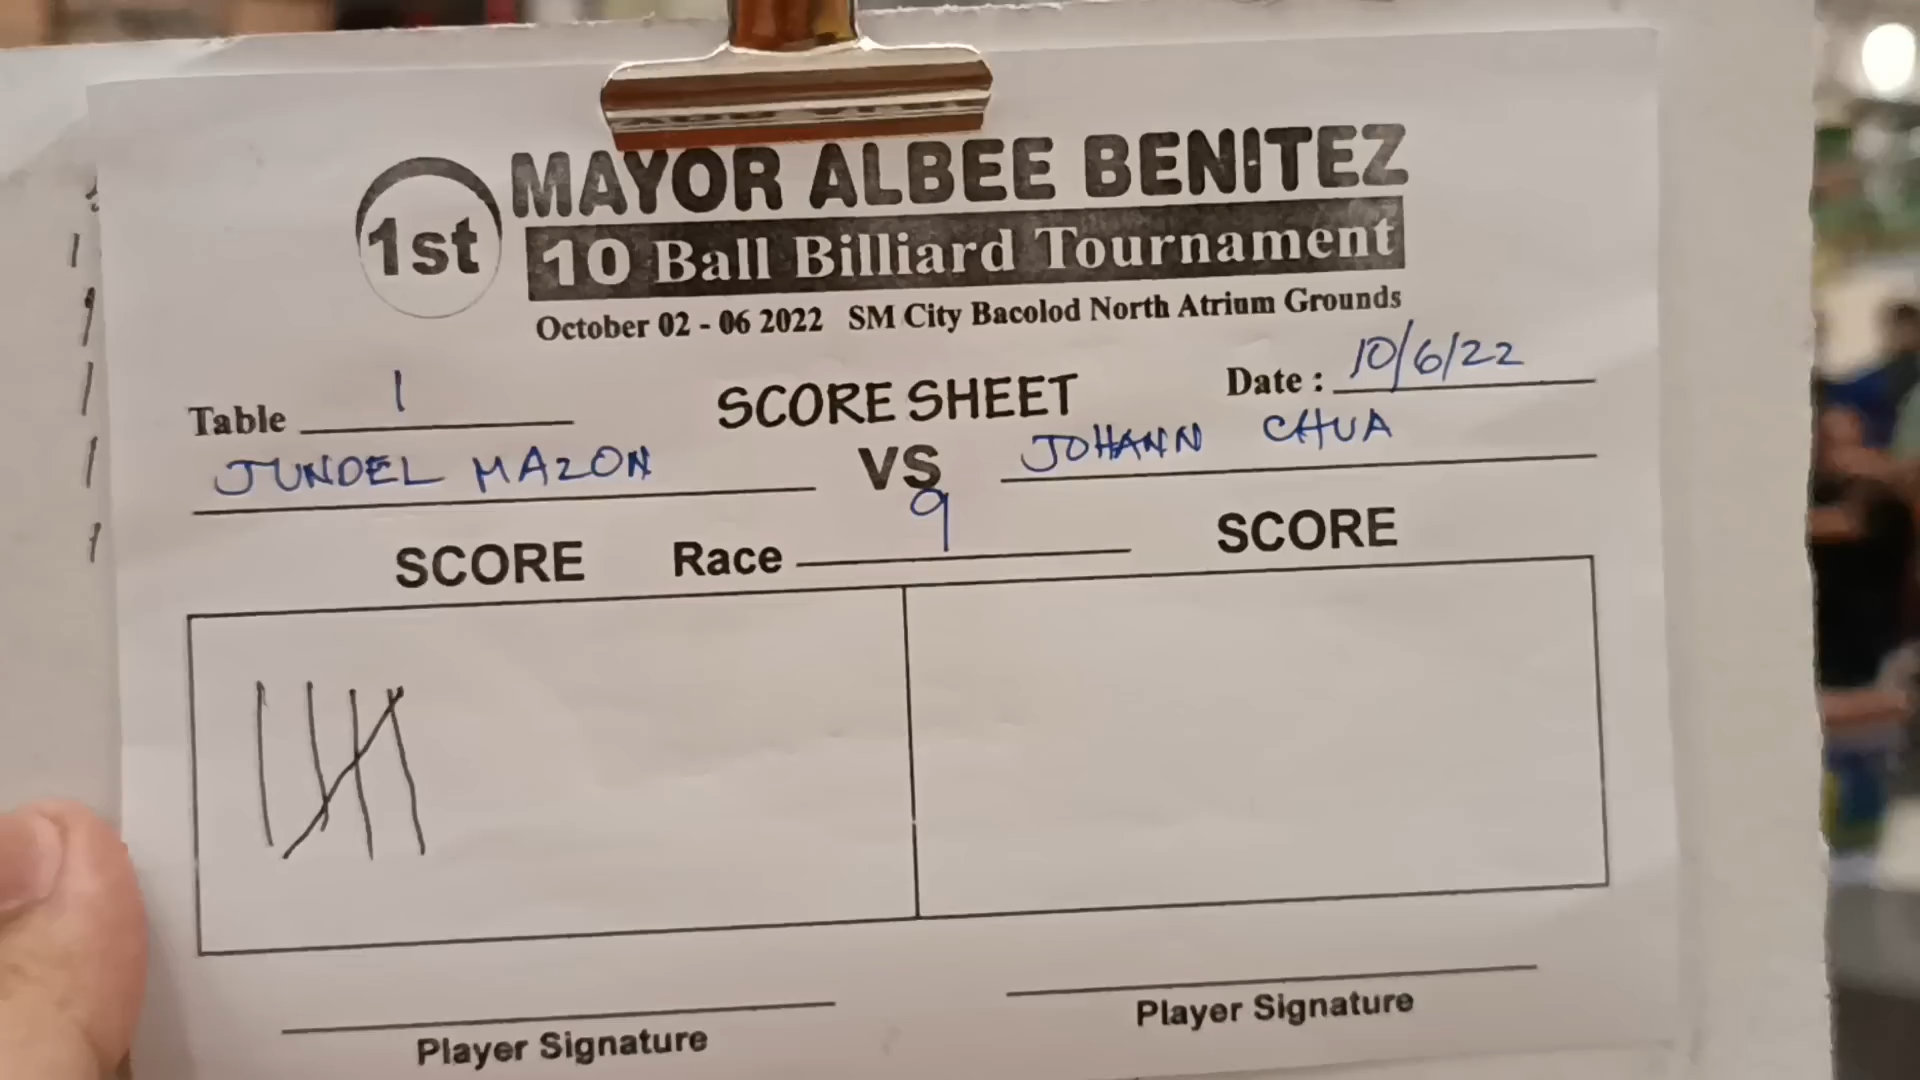 1st
MAYOR ALBEE BENITEZ
10 Ball Billiard Tournament
October 02 - 06 2022 SM City Bacolod North Atrium Grounds
Table 1 SCORE SHEET Date : 10/6/22
JUNDEL MAZON VS JOHANN CHUA
SCORE Race 9 SCORE
Player Signature Player Signature